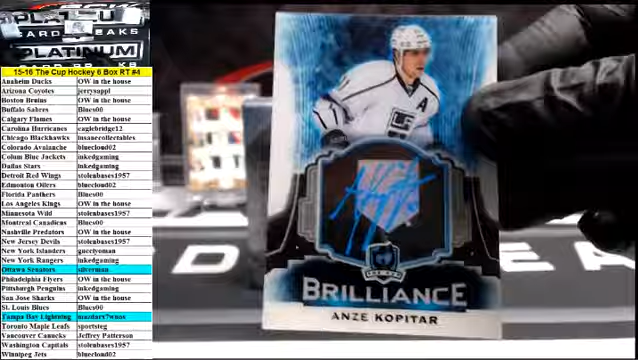 PLATINUM
CARD BREAKS
PLATINUM
15-16 The Cup Hockey 6 Box RT #4
Anaheim Ducks OW in the house
Arizona Coyotes jerrysappl
Boston Bruins OW in the house
Buffalo Sabres Blues00
Calgary Flames OW in the house
Carolina Hurricanes eaglebridge12
Chicago Blackhawks insanecollectables
Colorado Avalanche bluecloud02
Colum Blue Jackets inkedgaming
Dallas Stars inkedgaming
Detroit Red Wings stolenbases1957
Edmonton Oilers bluecloud02
Florida Panthers Blues00
Los Angeles Kings OW in the house
Minnesota Wild stolenbases1957
Montreal Canadiens Blues00
Nashville Predators OW in the house
New Jersey Devils stolenbases1957
New York Islanders
New York Rangers inkedgaming
Ottawa Senators silverman
Philadelphia Flyers OW in the house
Pittsburgh Penguins inkedgaming
San Jose Sharks OW in the house
St. Louis Blues Blues00
Tampa Bay Lightning
Toronto Maple Leafs sportsteg
Vancouver Canucks Jeffrey Patterson
Washington Capitals stolenbases1957
Winnipeg Jets bluecloud02
A
THE CUP
BRILLIANCE
ANZE KOPITAR